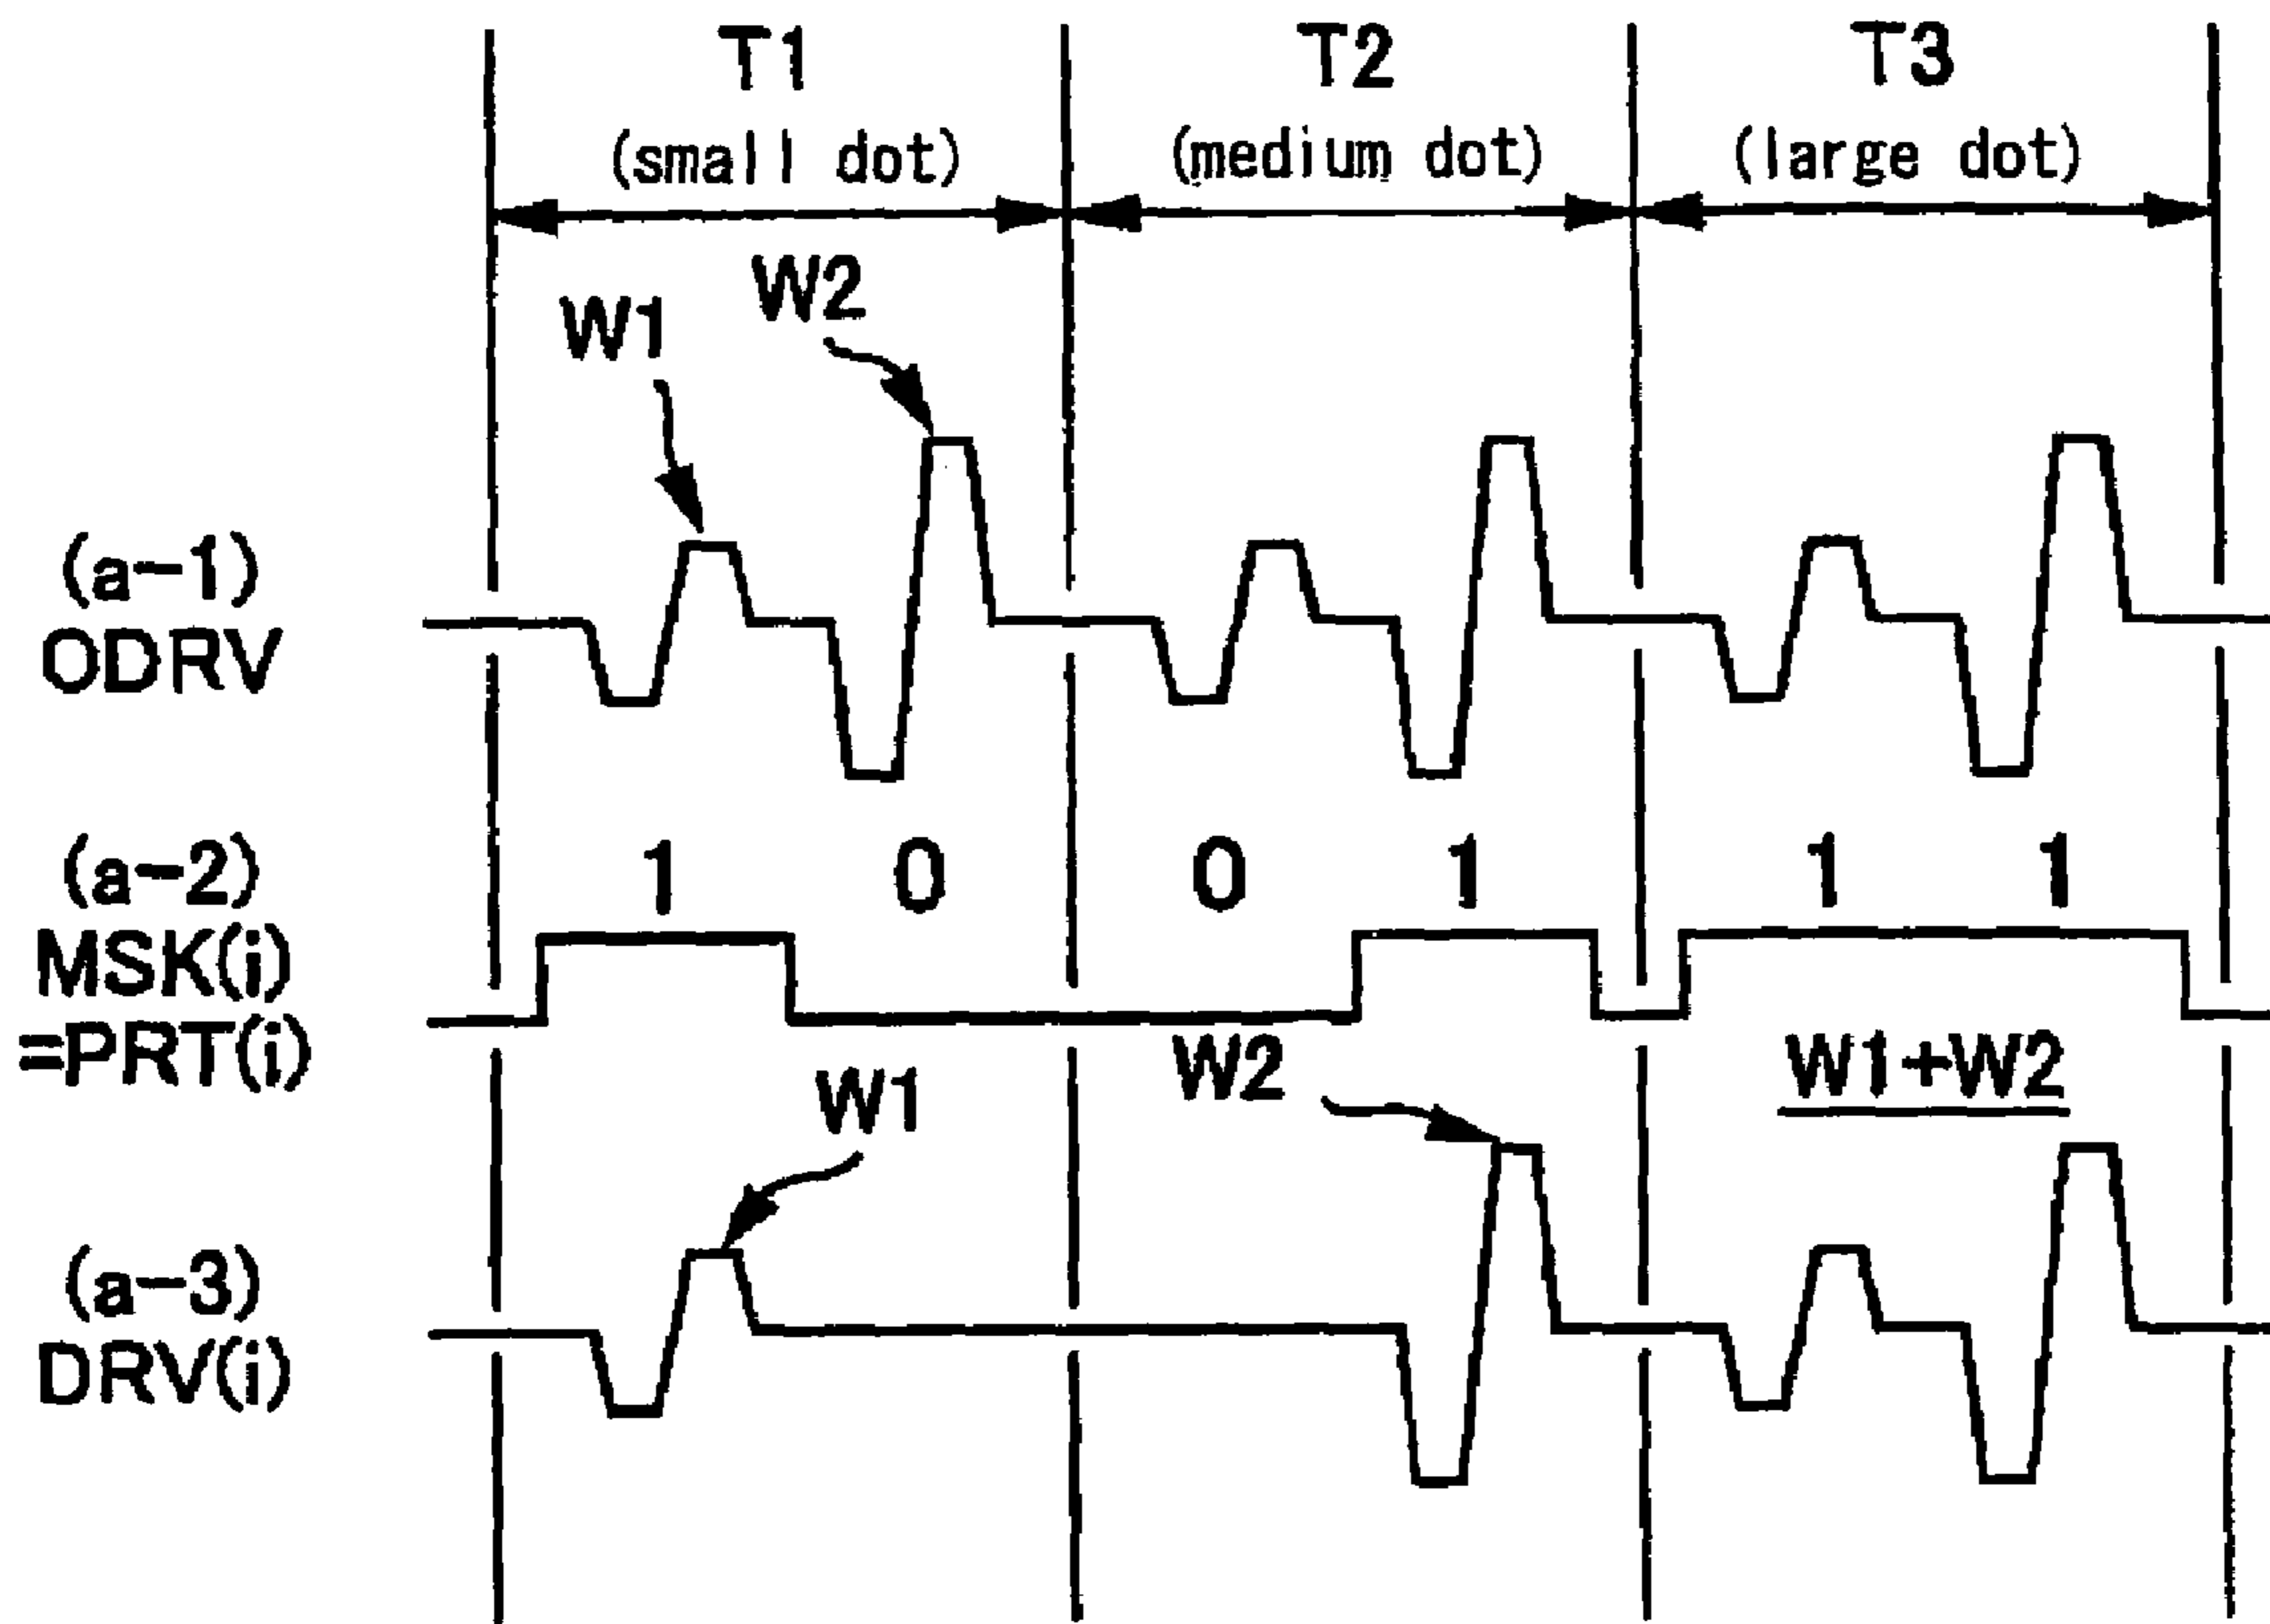 T1 T2 T3
(small dot) (medium dot) (large dot)
W1 W2
(a-1)
ODRV
(a-2) 1 0 0 1 1 1
MSK(i)
=PRT(i)
W1 W2 W1+W2
(a-3)
DRV(i)